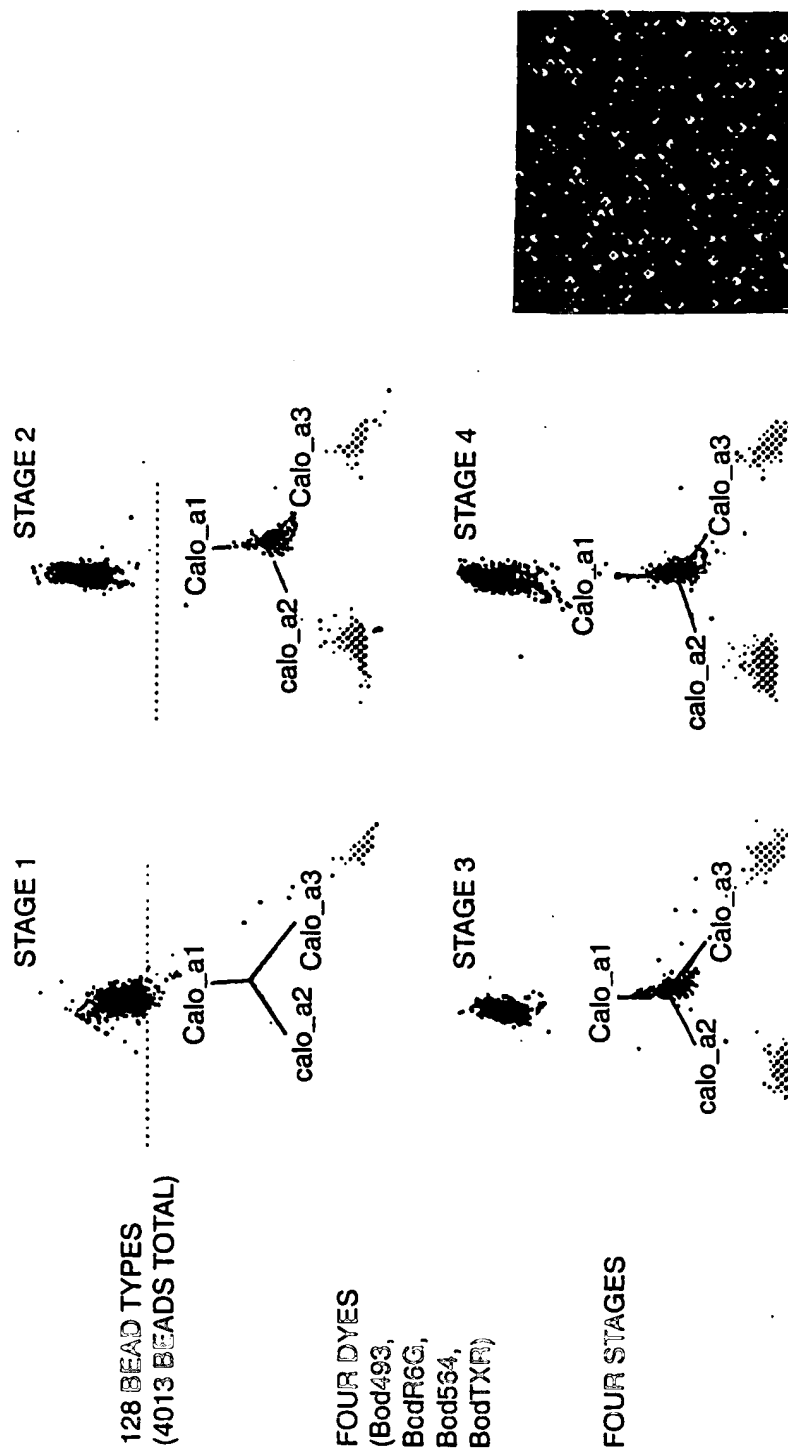 128 BEAD TYPES
(4013 BEADS TOTAL)
FOUR DYES
(Bod493,
BodR6G,
Bod564,
BodTXR)
FOUR STAGES
STAGE 1
Calo_a1
calo_a2
Calo_a3
STAGE 2
Calo_a1
calo_a2
Calo_a3
STAGE 3
Calo_a1
calo_a2
Calo_a3
STAGE 4
Calo_a1
calo_a2
Calo_a3